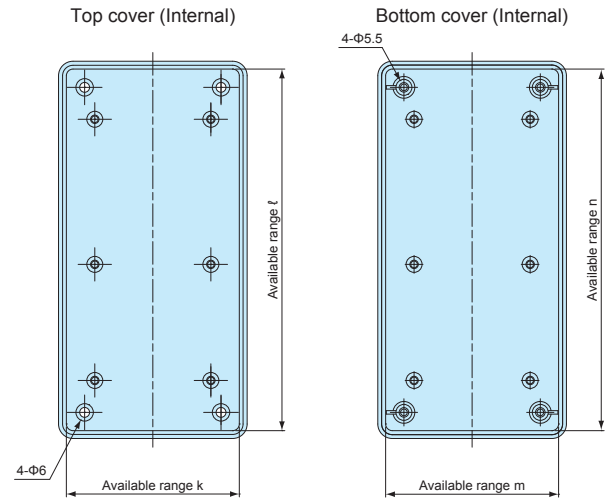 Top cover (Internal)
Bottom cover (Internal)
4-Φ5.5
Available range ℓ
Available range n
4-Φ6
Available range k
Available range m